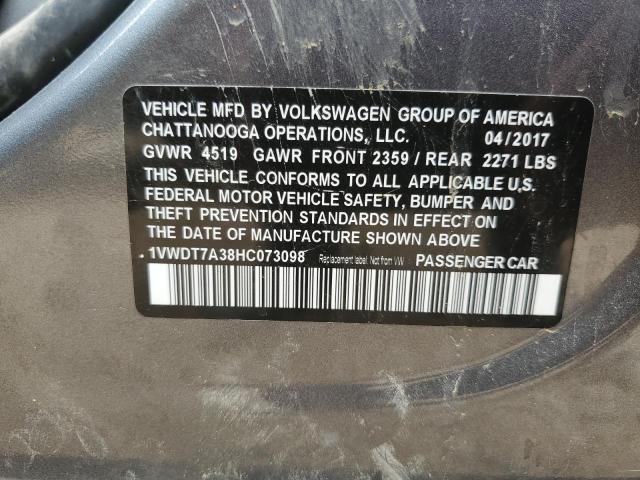 VEHICLE MFD BY VOLKSWAGEN GROUP OF AMERICA
CHATTANOOGA OPERATIONS, LLC. 04/2017
GVWR 4519 GAWR FRONT 2359 / REAR 2271 LBS
THIS VEHICLE CONFORMS TO ALL APPLICABLE U.S.
FEDERAL MOTOR VEHICLE SAFETY, BUMPER AND
THEFT PREVENTION STANDARDS IN EFFECT ON
THE DATE OF MANUFACTURE SHOWN ABOVE
. 1VWDT7A38HC073098 Replacement label. Not from VW PASSENGER CAR